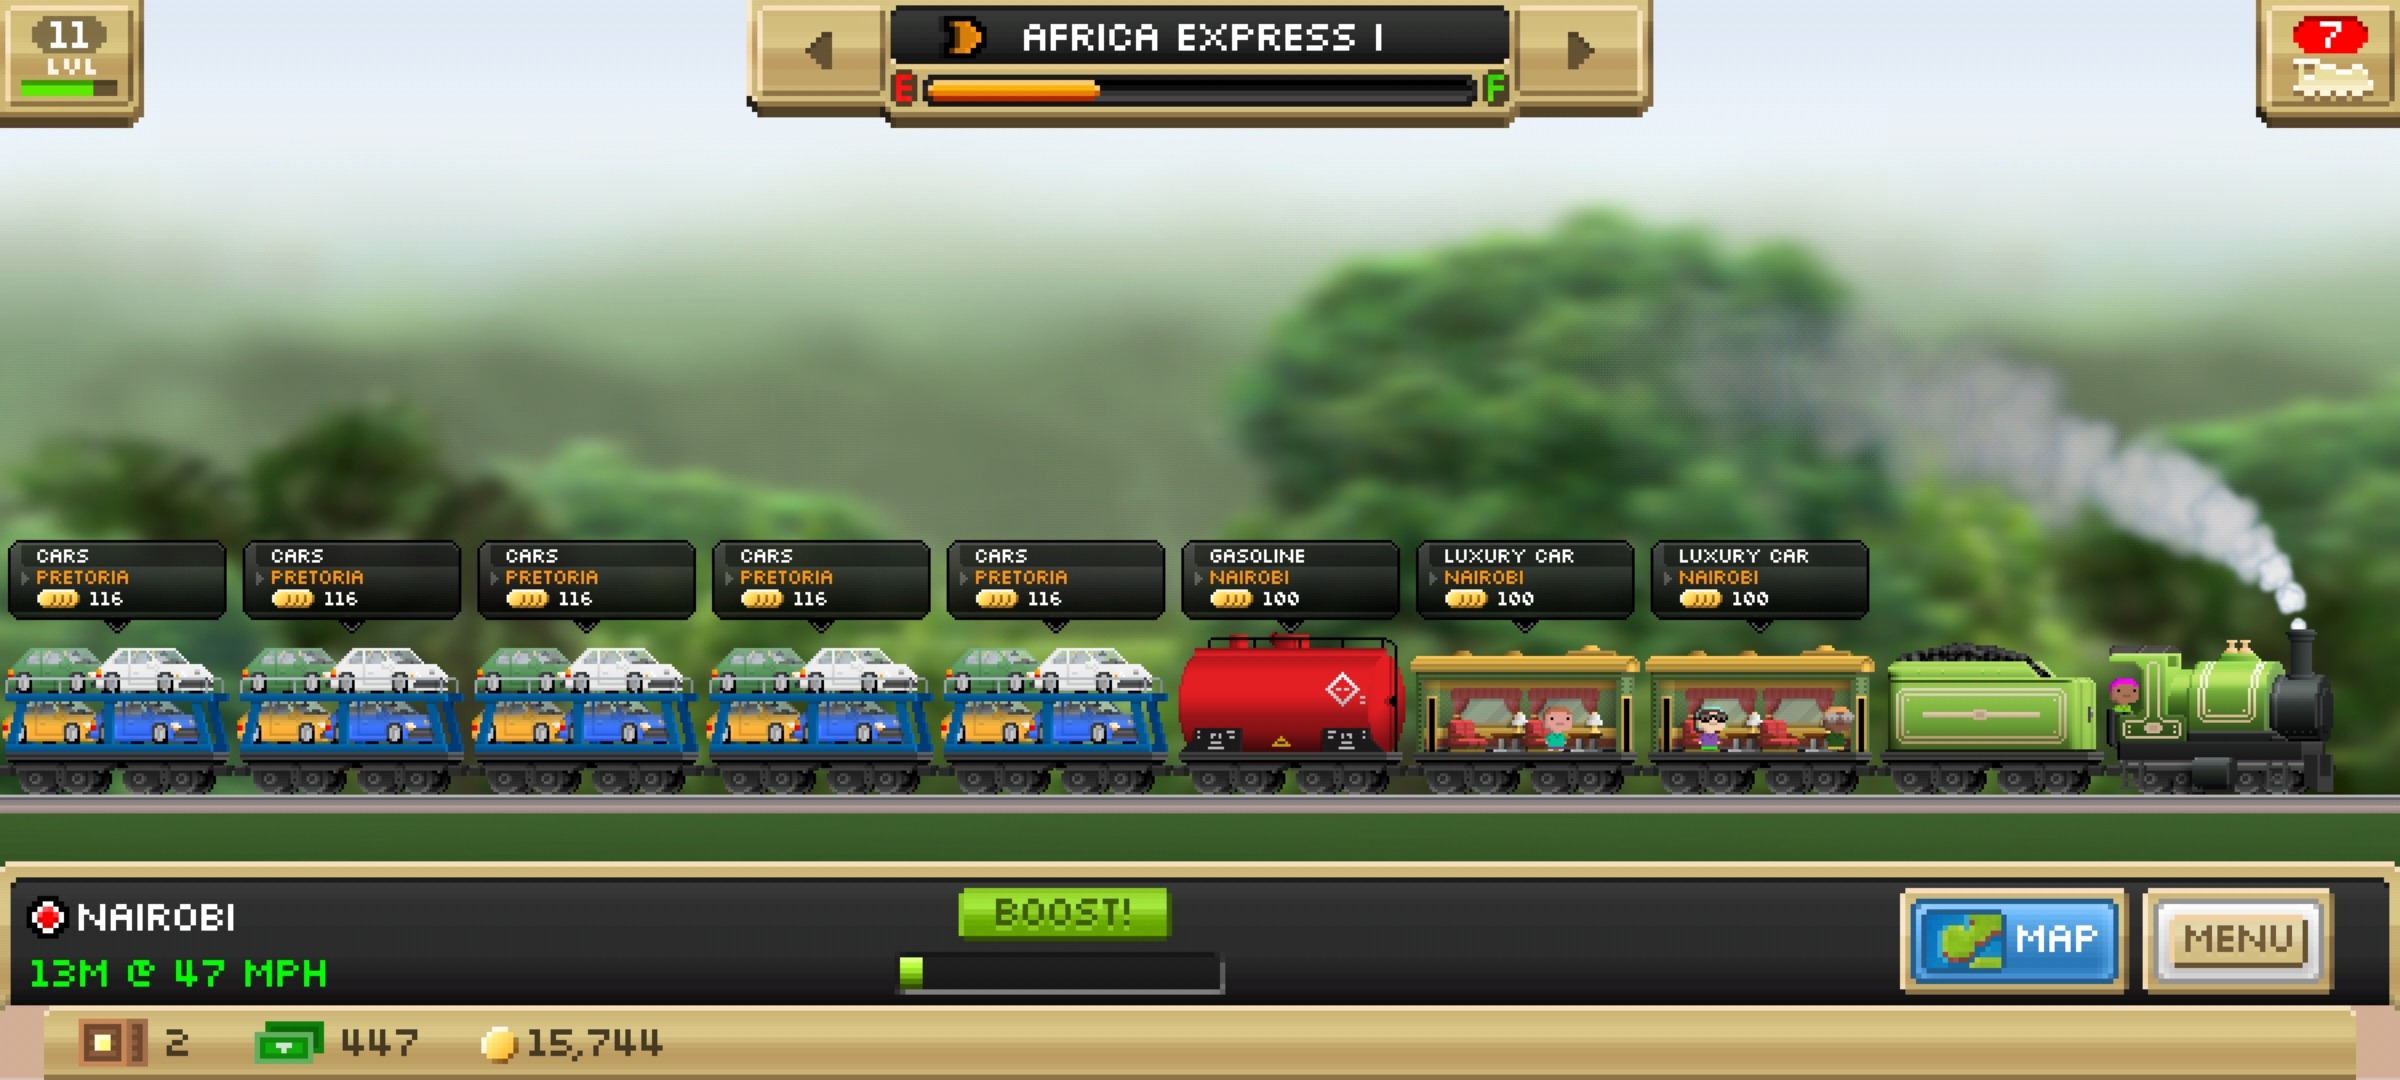 11
LVL
AFRICA EXPRESS I
E F
7
CARS
PRETORIA
116
CARS
PRETORIA
116
CARS
PRETORIA
116
CARS
PRETORIA
116
CARS
PRETORIA
116
GASOLINE
NAIROBI
100
LUXURY CAR
NAIROBI
100
LUXURY CAR
NAIROBI
100
NAIROBI
13M @ 47 MPH
BOOST!
MAP
MENU
2
447
15,744